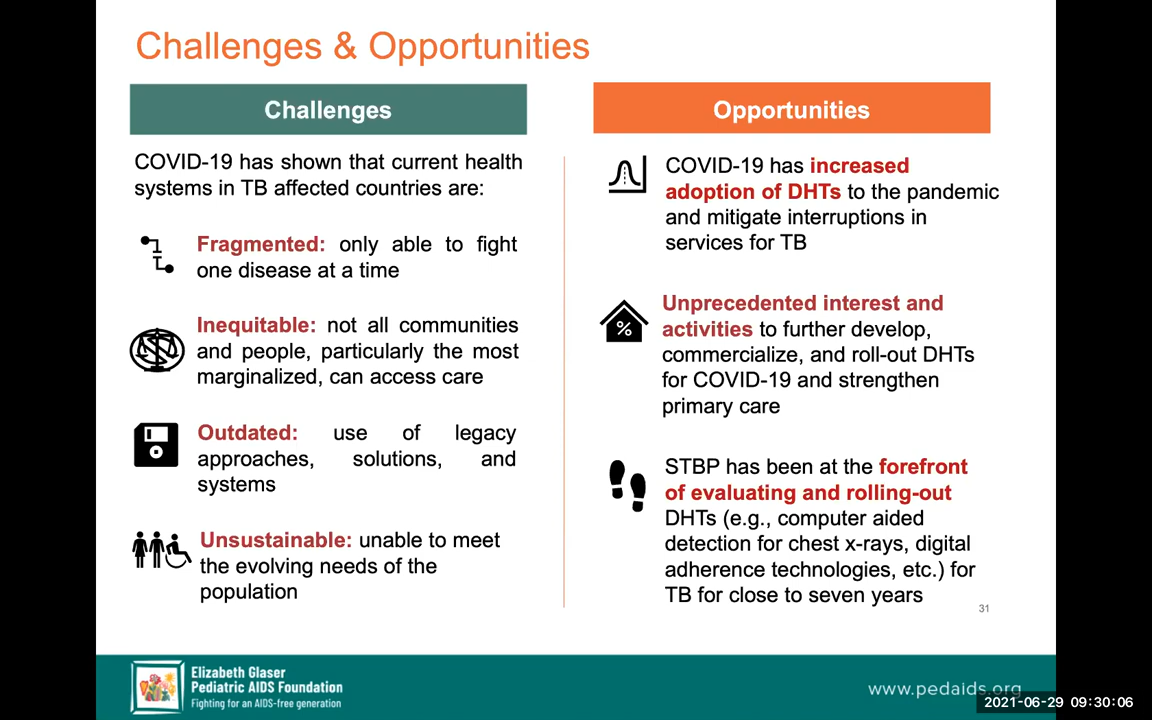 Challenges & Opportunities
Challenges
COVID-19 has shown that current health
systems in TB affected countries are:
Fragmented: only able to fight
one disease at a time
Inequitable: not all communities
and people, particularly the most
marginalized, can access care
Outdated: use of legacy
approaches, solutions, and
systems
Unsustainable: unable to meet
the evolving needs of the
population
Opportunities
COVID-19 has increased
adoption of DHTs to the pandemic
and mitigate interruptions in
services for TB
%
Unprecedented interest and
activities to further develop,
commercialize, and roll-out DHTs
for COVID-19 and strengthen
primary care
STBP has been at the forefront
of evaluating and rolling-out
DHTs (e.g., computer aided
detection for chest x-rays, digital
adherence technologies, etc.) for
TB for close to seven years
31
Elizabeth Glaser
Pediatric AIDS Foundation
Fighting for an AIDS-free generation
www.pedaids.org
2021-06-29 09:30:06